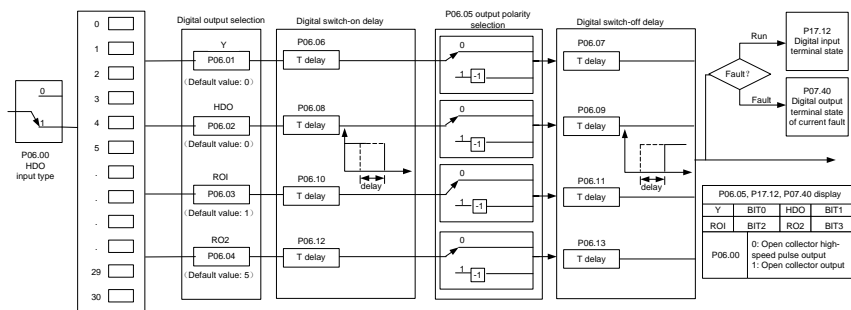 0
1
P06.00
HDO
input type
0
1
2
3
4
5
.
.
.
.
29
30
Digital output selection
Y
P06.01
(Default value: 0)
HDO
P06.02
(Default value: 0)
ROI
P06.03
(Default value: 1)
RO2
P06.04
(Default value: 5)
Digital switch-on delay
P06.06
T delay
P06.08
T delay
delay
P06.10
T delay
P06.12
T delay
P06.05 output polarity
selection
0
1 -1
0
1 -1
0
1 -1
0
1 -1
Digital switch-off delay
P06.07
T delay
P06.09
T delay
delay
P06.11
T delay
P06.13
T delay
Run
Fault?
Fault
P17.12
Digital input
terminal state
P07.40
Digital output
terminal state
of current fault
P06.05, P17.12, P07.40 display
Y BIT0 HDO BIT1
ROI BIT2 RO2 BIT3
P06.00
0: Open collector high-
speed pulse output
1: Open collector output